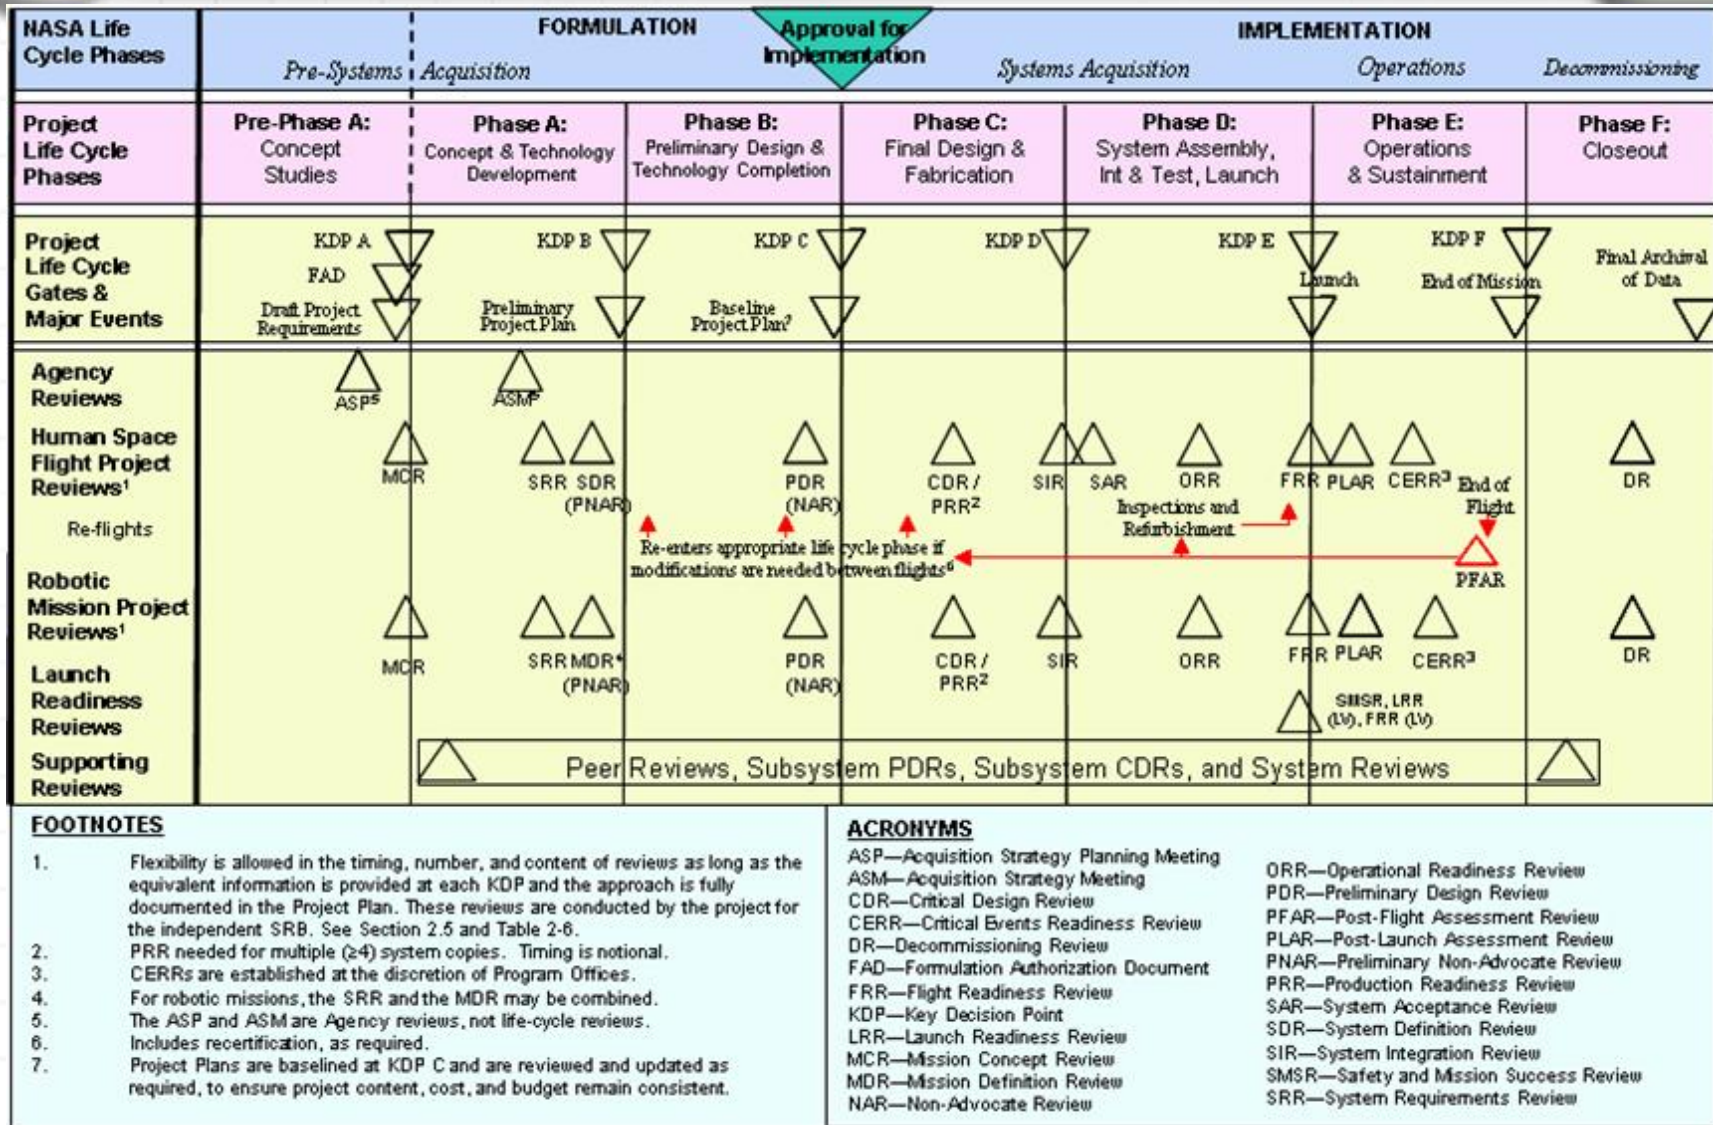 NASA Life
Cycle Phases
FORMULATION
Approval for
Implementation
IMPLEMENTATION
Pre-Systems Acquisition
Systems Acquisition
Operations
Decommissioning
Project
Life Cycle
Phases
Pre-Phase A:
Concept
Studies
Phase A:
Concept & Technology
Development
Phase B:
Preliminary Design &
Technology Completion
Phase C:
Final Design &
Fabrication
Phase D:
System Assembly,
Int & Test, Launch
Phase E:
Operations
& Sustainment
Phase F:
Closeout
Project
Life Cycle
Gates &
Major Events
KDP A
FAD
Draft Project
Requirements
KDP B
Preliminary
Project Plan
KDP C
Baseline
Project Plan⁷
KDP D
KDP E
Launch
KDP F
End of Mission
Final Archival
of Data
Agency
Reviews
ASP⁵
ASM⁵
Human Space
Flight Project
Reviews¹
MCR
SRR
SDR
(PNAR)
PDR
(NAR)
CDR /
PRR²
SIR
SAR
ORR
FRR
PLAR
CERR³
End of
Flight
DR
Re-flights
Inspections and
Refurbishment
Re-enters appropriate life cycle phase if
modifications are needed between flights⁶
PFAR
Robotic
Mission Project
Reviews¹
MCR
SRR
MDR⁴
(PNAR)
PDR
(NAR)
CDR /
PRR²
SIR
ORR
FRR
PLAR
CERR³
DR
Launch
Readiness
Reviews
SMSR, LRR
(LV), FRR (LV)
Supporting
Reviews
Peer Reviews, Subsystem PDRs, Subsystem CDRs, and System Reviews
FOOTNOTES
1. Flexibility is allowed in the timing, number, and content of reviews as long as the
equivalent information is provided at each KDP and the approach is fully
documented in the Project Plan. These reviews are conducted by the project for
the independent SRB. See Section 2.5 and Table 2-6.
2. PRR needed for multiple (≥4) system copies. Timing is notional.
3. CERRs are established at the discretion of Program Offices.
4. For robotic missions, the SRR and the MDR may be combined.
5. The ASP and ASM are Agency reviews, not life-cycle reviews.
6. Includes recertification, as required.
7. Project Plans are baselined at KDP C and are reviewed and updated as
required, to ensure project content, cost, and budget remain consistent.
ACRONYMS
ASP—Acquisition Strategy Planning Meeting
ASM—Acquisition Strategy Meeting
CDR—Critical Design Review
CERR—Critical Events Readiness Review
DR—Decommissioning Review
FAD—Formulation Authorization Document
FRR—Flight Readiness Review
KDP—Key Decision Point
LRR—Launch Readiness Review
MCR—Mission Concept Review
MDR—Mission Definition Review
NAR—Non-Advocate Review
ORR—Operational Readiness Review
PDR—Preliminary Design Review
PFAR—Post-Flight Assessment Review
PLAR—Post-Launch Assessment Review
PNAR—Preliminary Non-Advocate Review
PRR—Production Readiness Review
SAR—System Acceptance Review
SDR—System Definition Review
SIR—System Integration Review
SMSR—Safety and Mission Success Review
SRR—System Requirements Review